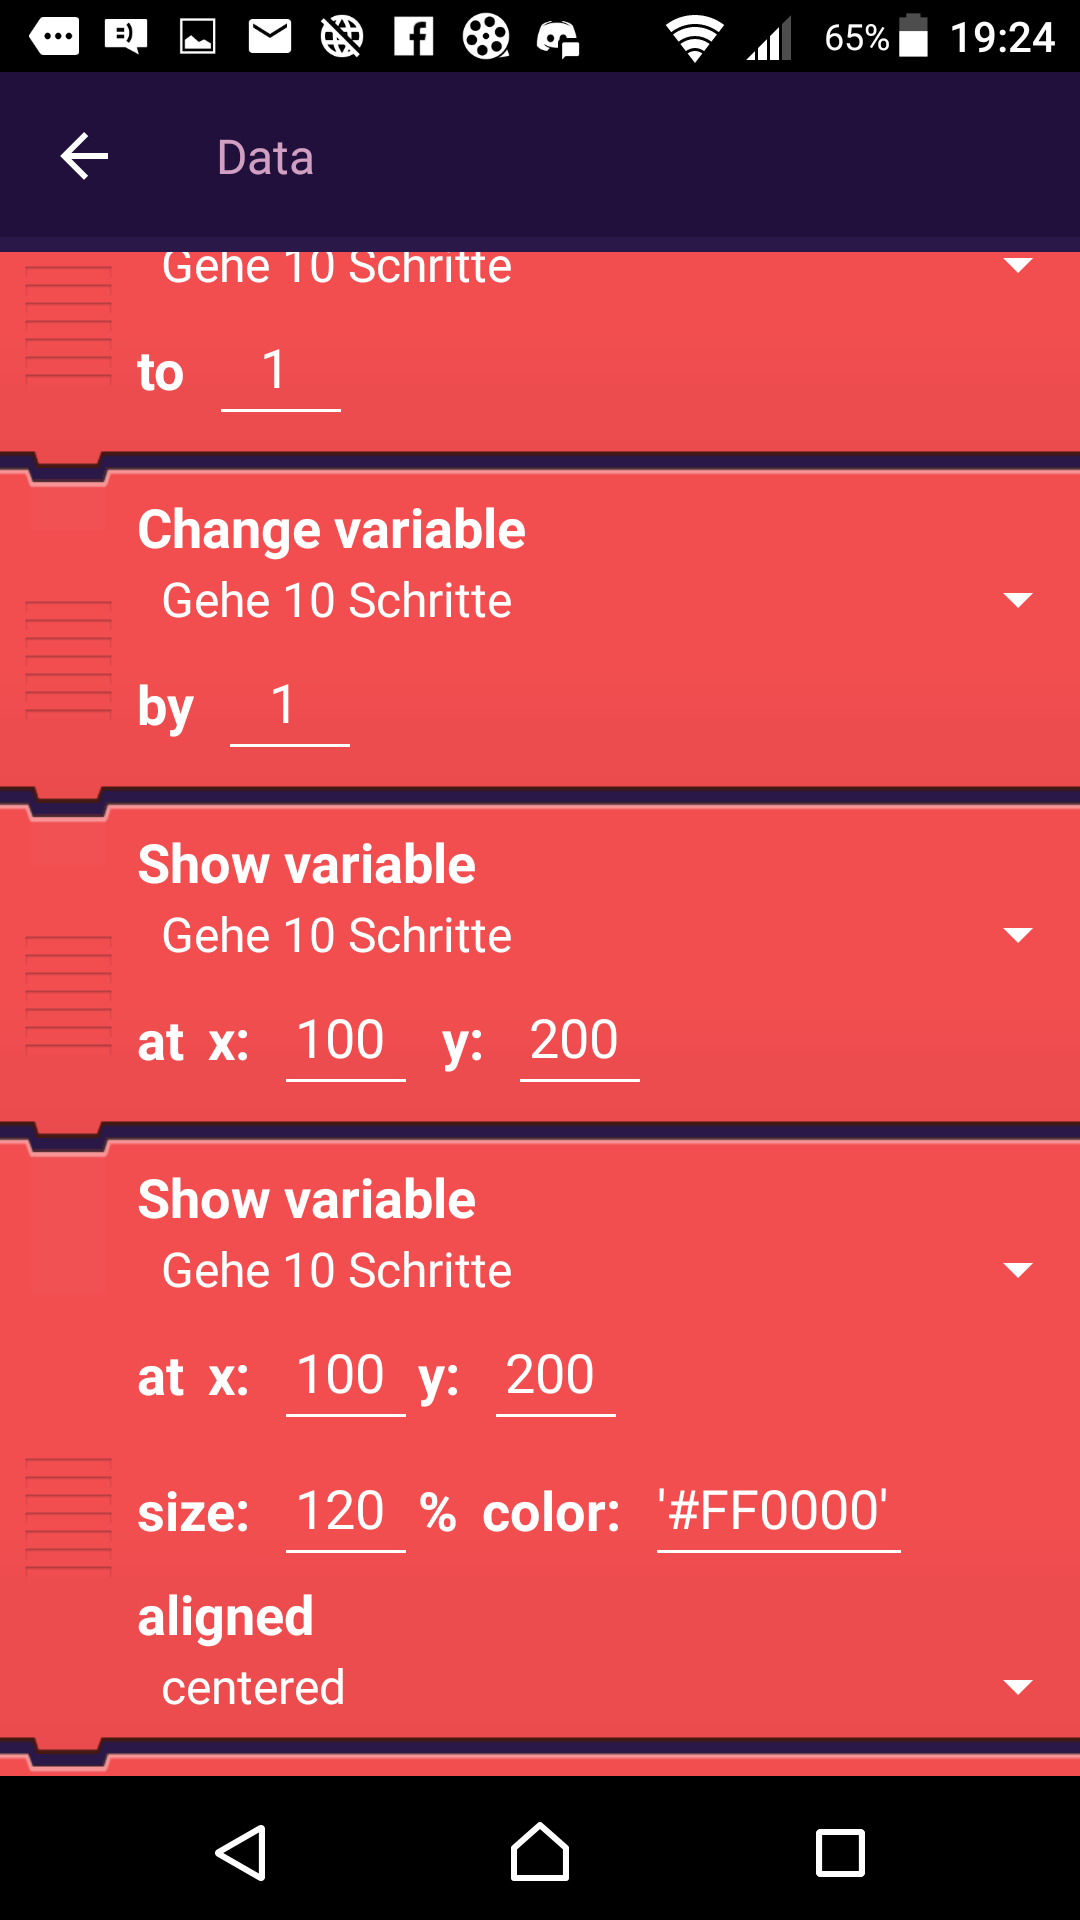 65% 19:24
Data
Gehe 10 Schritte
to 1
Change variable
Gehe 10 Schritte
by 1
Show variable
Gehe 10 Schritte
at x: 100 y: 200
Show variable
Gehe 10 Schritte
at x: 100 y: 200
size: 120 % color: '#FF0000'
aligned
centered